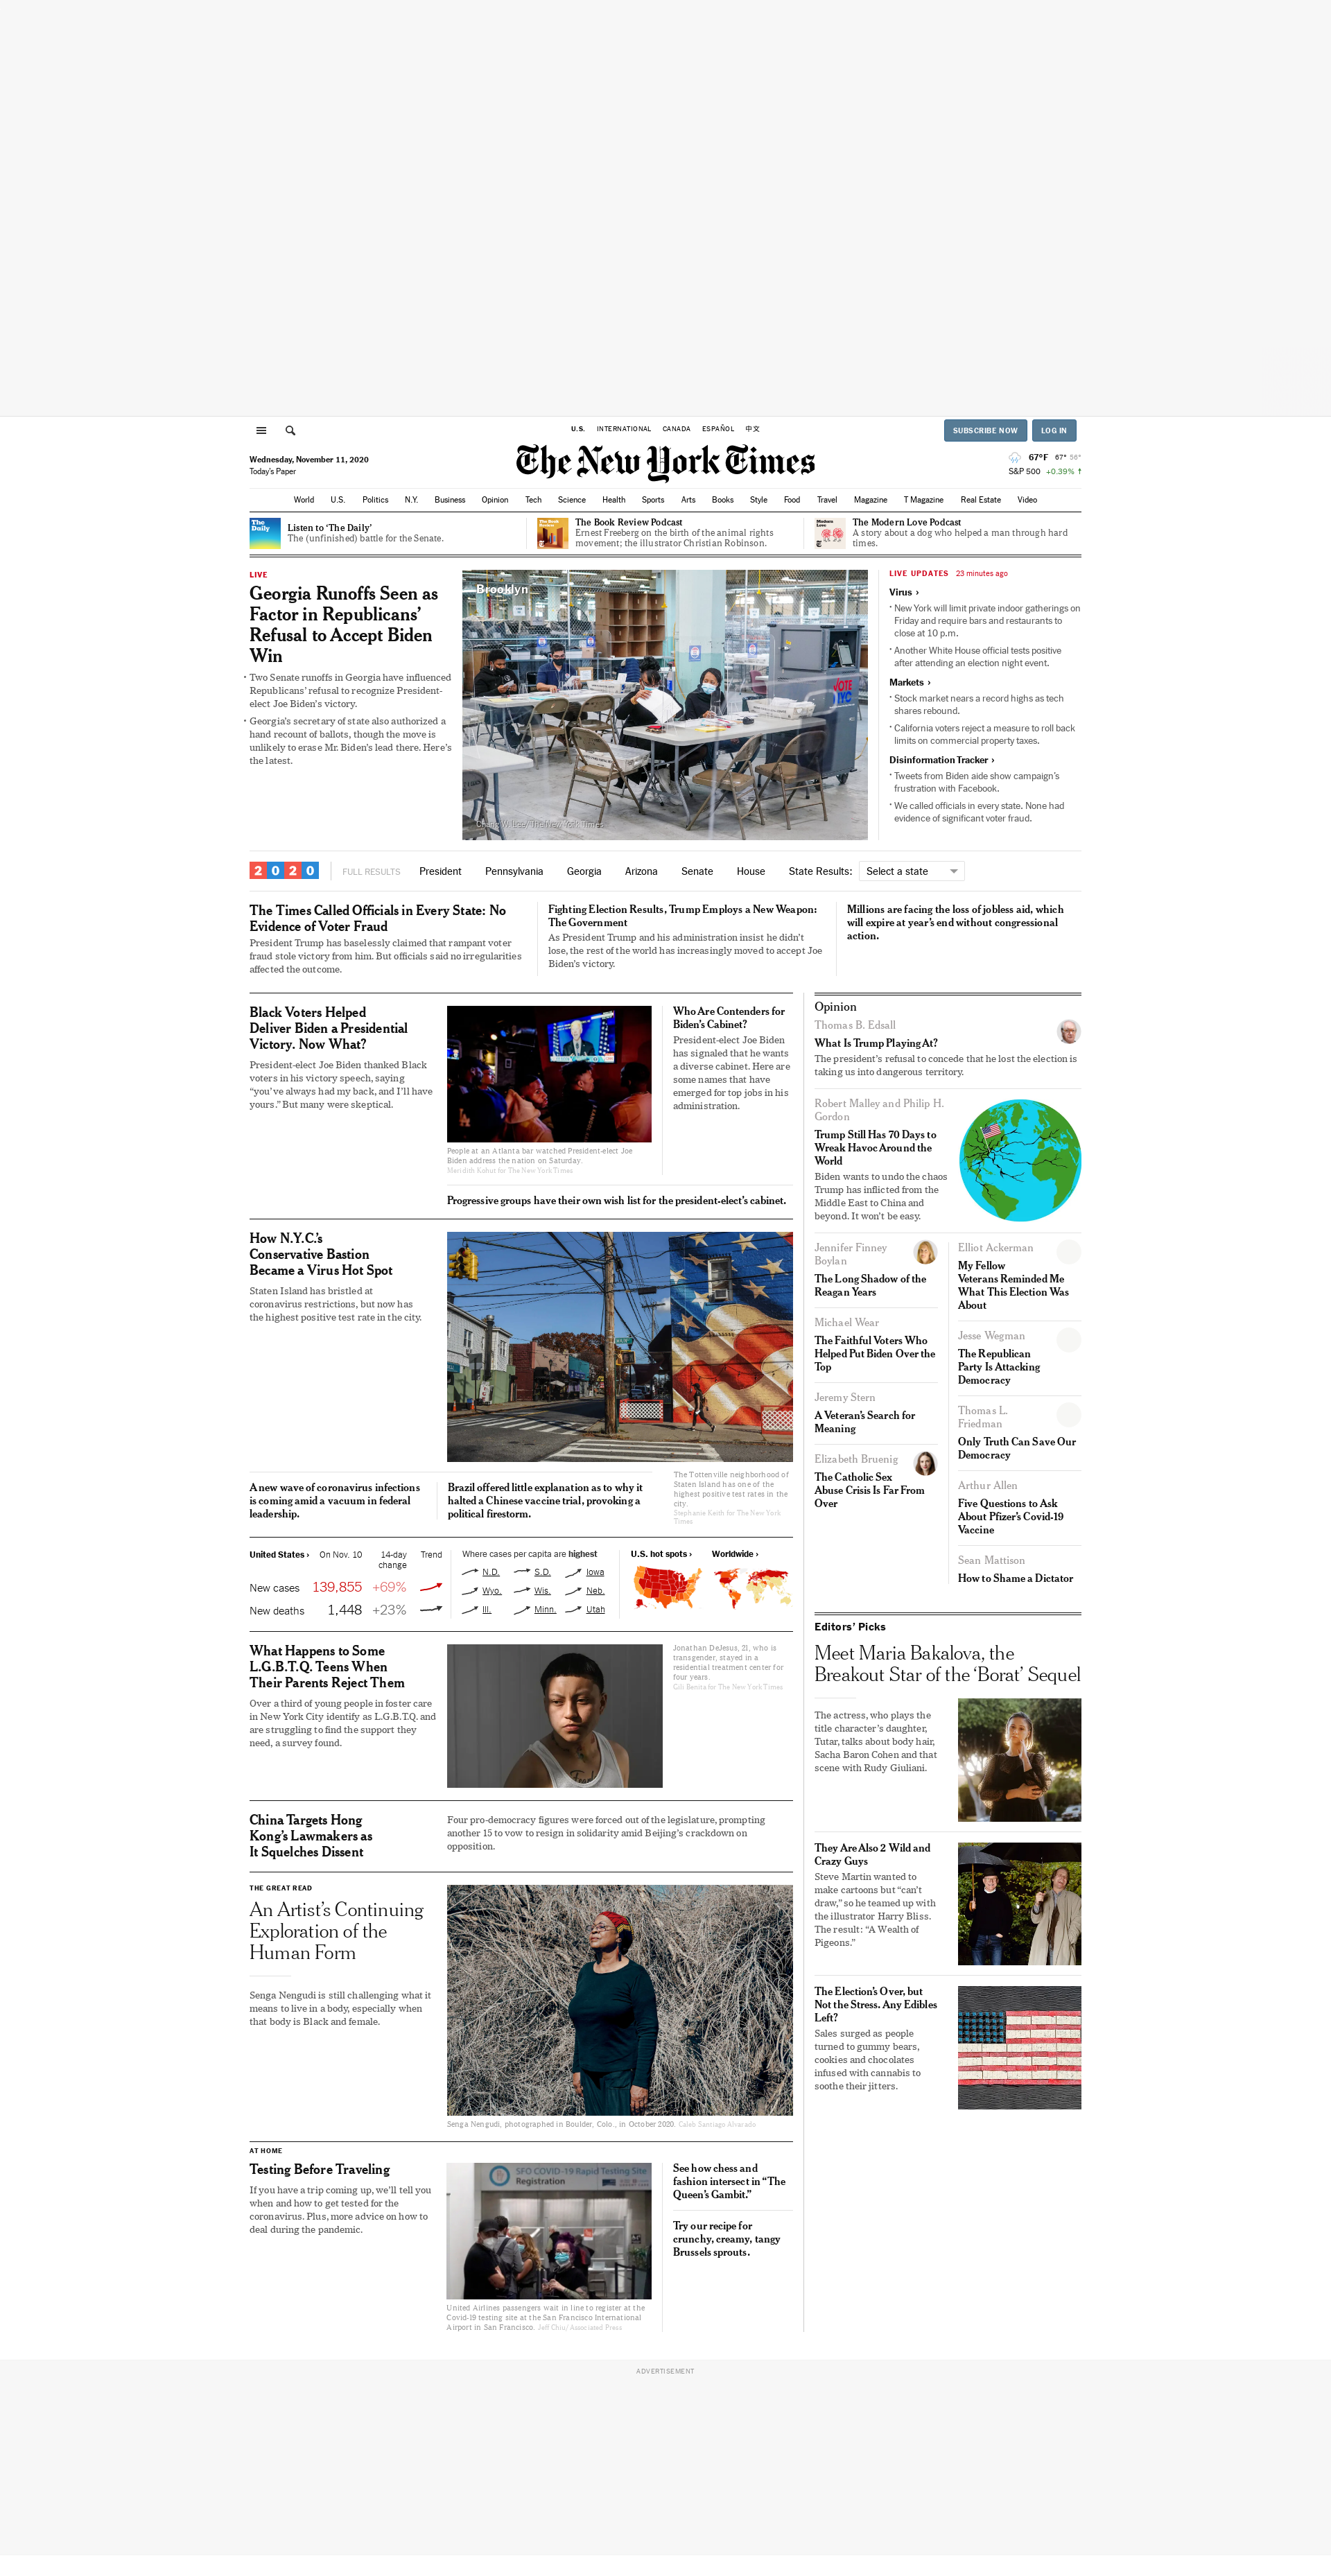 U.S. INTERNATIONAL CANADA ESPAÑOL 中文
SUBSCRIBE NOW LOG IN
Wednesday, November 11, 2020
Today's Paper
The New York Times
67°F 67° 56°
S&P 500 +0.39% ↑
World U.S. Politics N.Y. Business Opinion Tech Science Health Sports Arts Books Style Food Travel Magazine T Magazine Real Estate Video
The
Daily
Listen to ‘The Daily’
The (unfinished) battle for the Senate.
The Book Review Podcast
Ernest Freeberg on the birth of the animal rights
movement; the illustrator Christian Robinson.
Modern
Love
The Modern Love Podcast
A story about a dog who helped a man through hard
times.
LIVE
Georgia Runoffs Seen as
Factor in Republicans’
Refusal to Accept Biden
Win
• Two Senate runoffs in Georgia have influenced
Republicans’ refusal to recognize President-
elect Joe Biden’s victory.
• Georgia’s secretary of state also authorized a
hand recount of ballots, though the move is
unlikely to erase Mr. Biden’s lead there. Here’s
the latest.
Brooklyn
VOTE
NYC
Chang W. Lee/The New York Times
LIVE UPDATES 23 minutes ago
Virus ›
• New York will limit private indoor gatherings on
Friday and require bars and restaurants to
close at 10 p.m.
• Another White House official tests positive
after attending an election night event.
Markets ›
• Stock market nears a record highs as tech
shares rebound.
• California voters reject a measure to roll back
limits on commercial property taxes.
Disinformation Tracker ›
• Tweets from Biden aide show campaign’s
frustration with Facebook.
• We called officials in every state. None had
evidence of significant voter fraud.
2020 FULL RESULTS President Pennsylvania Georgia Arizona Senate House State Results: Select a state
The Times Called Officials in Every State: No
Evidence of Voter Fraud
President Trump has baselessly claimed that rampant voter
fraud stole victory from him. But officials said no irregularities
affected the outcome.
Fighting Election Results, Trump Employs a New Weapon:
The Government
As President Trump and his administration insist he didn’t
lose, the rest of the world has increasingly moved to accept Joe
Biden’s victory.
Millions are facing the loss of jobless aid, which
will expire at year’s end without congressional
action.
Black Voters Helped
Deliver Biden a Presidential
Victory. Now What?
President-elect Joe Biden thanked Black
voters in his victory speech, saying
“you’ve always had my back, and I’ll have
yours.” But many were skeptical.
People at an Atlanta bar watched President-elect Joe
Biden address the nation on Saturday.
Meridith Kohut for The New York Times
Who Are Contenders for
Biden’s Cabinet?
President-elect Joe Biden
has signaled that he wants
a diverse cabinet. Here are
some names that have
emerged for top jobs in his
administration.
Progressive groups have their own wish list for the president-elect’s cabinet.
How N.Y.C.’s
Conservative Bastion
Became a Virus Hot Spot
Staten Island has bristled at
coronavirus restrictions, but now has
the highest positive test rate in the city.
The Tottenville neighborhood of
Staten Island has one of the
highest positive test rates in the
city.
Stephanie Keith for The New York
Times
A new wave of coronavirus infections
is coming amid a vacuum in federal
leadership.
Brazil offered little explanation as to why it
halted a Chinese vaccine trial, provoking a
political firestorm.
United States › On Nov. 10 14-day
change Trend
New cases 139,855 +69%
New deaths 1,448 +23%
Where cases per capita are highest
N.D. S.D. Iowa
Wyo. Wis. Neb.
Ill. Minn. Utah
U.S. hot spots › Worldwide ›
What Happens to Some
L.G.B.T.Q. Teens When
Their Parents Reject Them
Over a third of young people in foster care
in New York City identify as L.G.B.T.Q. and
are struggling to find the support they
need, a survey found.
Jonathan DeJesus, 21, who is
transgender, stayed in a
residential treatment center for
four years.
Gili Benita for The New York Times
China Targets Hong
Kong’s Lawmakers as
It Squelches Dissent
Four pro-democracy figures were forced out of the legislature, prompting
another 15 to vow to resign in solidarity amid Beijing’s crackdown on
opposition.
THE GREAT READ
An Artist’s Continuing
Exploration of the
Human Form
Senga Nengudi is still challenging what it
means to live in a body, especially when
that body is Black and female.
Senga Nengudi, photographed in Boulder, Colo., in October 2020. Caleb Santiago Alvarado
AT HOME
Testing Before Traveling
If you have a trip coming up, we’ll tell you
when and how to get tested for the
coronavirus. Plus, more advice on how to
deal during the pandemic.
SFO COVID-19 Rapid Testing Site
Registration
United Airlines passengers wait in line to register at the
Covid-19 testing site at the San Francisco International
Airport in San Francisco. Jeff Chiu/Associated Press
See how chess and
fashion intersect in “The
Queen’s Gambit.”
Try our recipe for
crunchy, creamy, tangy
Brussels sprouts.
Opinion
Thomas B. Edsall
What Is Trump Playing At?
The president’s refusal to concede that he lost the election is
taking us into dangerous territory.
Robert Malley and Philip H.
Gordon
Trump Still Has 70 Days to
Wreak Havoc Around the
World
Biden wants to undo the chaos
Trump has inflicted from the
Middle East to China and
beyond. It won’t be easy.
Jennifer Finney
Boylan
The Long Shadow of the
Reagan Years
Michael Wear
The Faithful Voters Who
Helped Put Biden Over the
Top
Jeremy Stern
A Veteran’s Search for
Meaning
Elizabeth Bruenig
The Catholic Sex
Abuse Crisis Is Far From
Over
Elliot Ackerman
My Fellow
Veterans Reminded Me
What This Election Was
About
Jesse Wegman
The Republican
Party Is Attacking
Democracy
Thomas L.
Friedman
Only Truth Can Save Our
Democracy
Arthur Allen
Five Questions to Ask
About Pfizer’s Covid-19
Vaccine
Sean Mattison
How to Shame a Dictator
Editors’ Picks
Meet Maria Bakalova, the
Breakout Star of the ‘Borat’ Sequel
The actress, who plays the
title character’s daughter,
Tutar, talks about body hair,
Sacha Baron Cohen and that
scene with Rudy Giuliani.
They Are Also 2 Wild and
Crazy Guys
Steve Martin wanted to
make cartoons but “can’t
draw,” so he teamed up with
the illustrator Harry Bliss.
The result: “A Wealth of
Pigeons.”
The Election’s Over, but
Not the Stress. Any Edibles
Left?
Sales surged as people
turned to gummy bears,
cookies and chocolates
infused with cannabis to
soothe their jitters.
ADVERTISEMENT